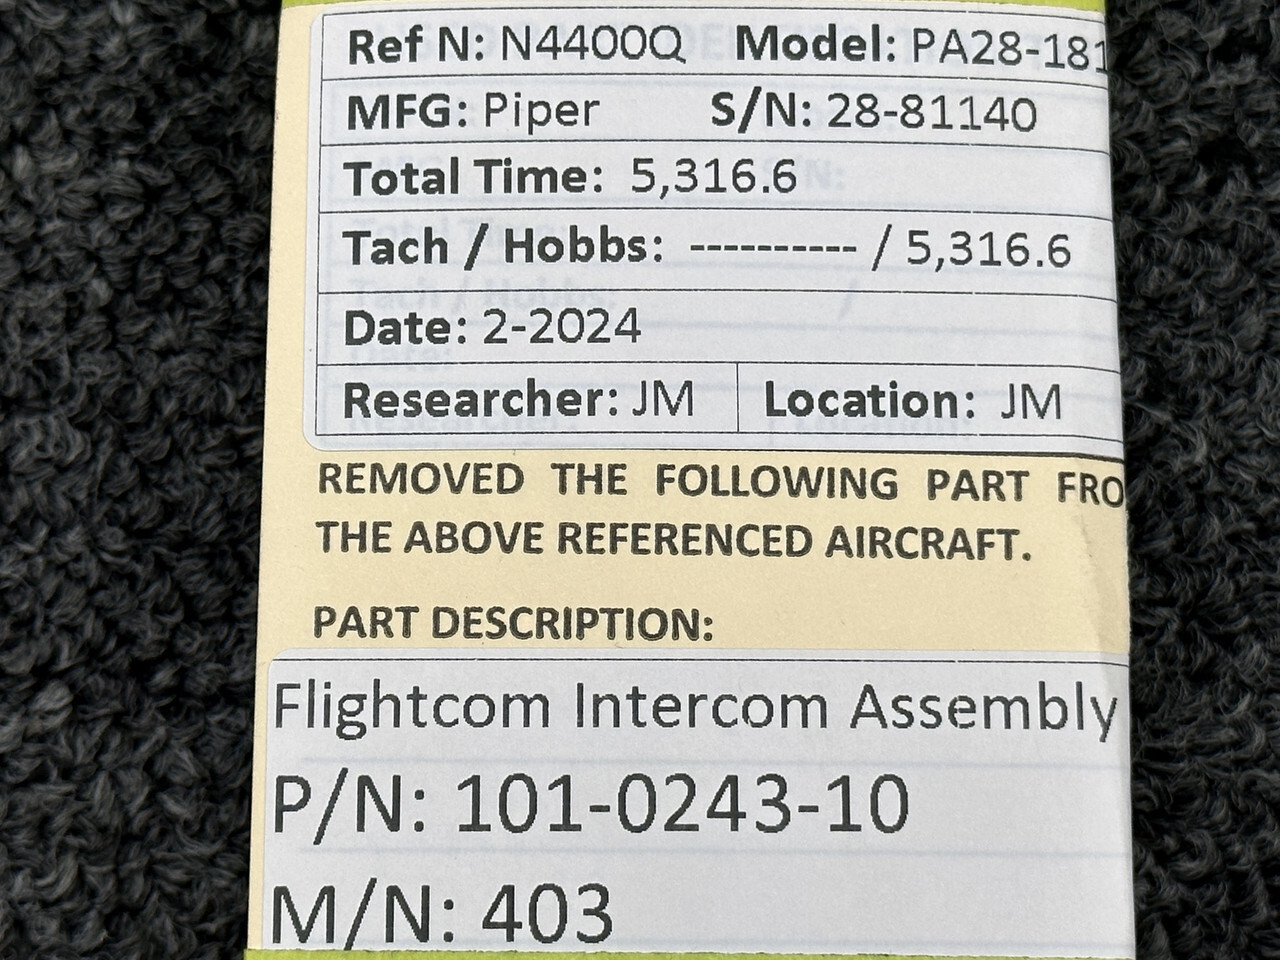 Ref N: N4400Q Model: PA28-181
MFG: Piper S/N: 28-81140
Total Time: 5,316.6
Tach / Hobbs: ---------- / 5,316.6
Date: 2-2024
Researcher: JM Location: JM
REMOVED THE FOLLOWING PART FRO
THE ABOVE REFERENCED AIRCRAFT.
PART DESCRIPTION:
Flightcom Intercom Assembly
P/N: 101-0243-10
M/N: 403